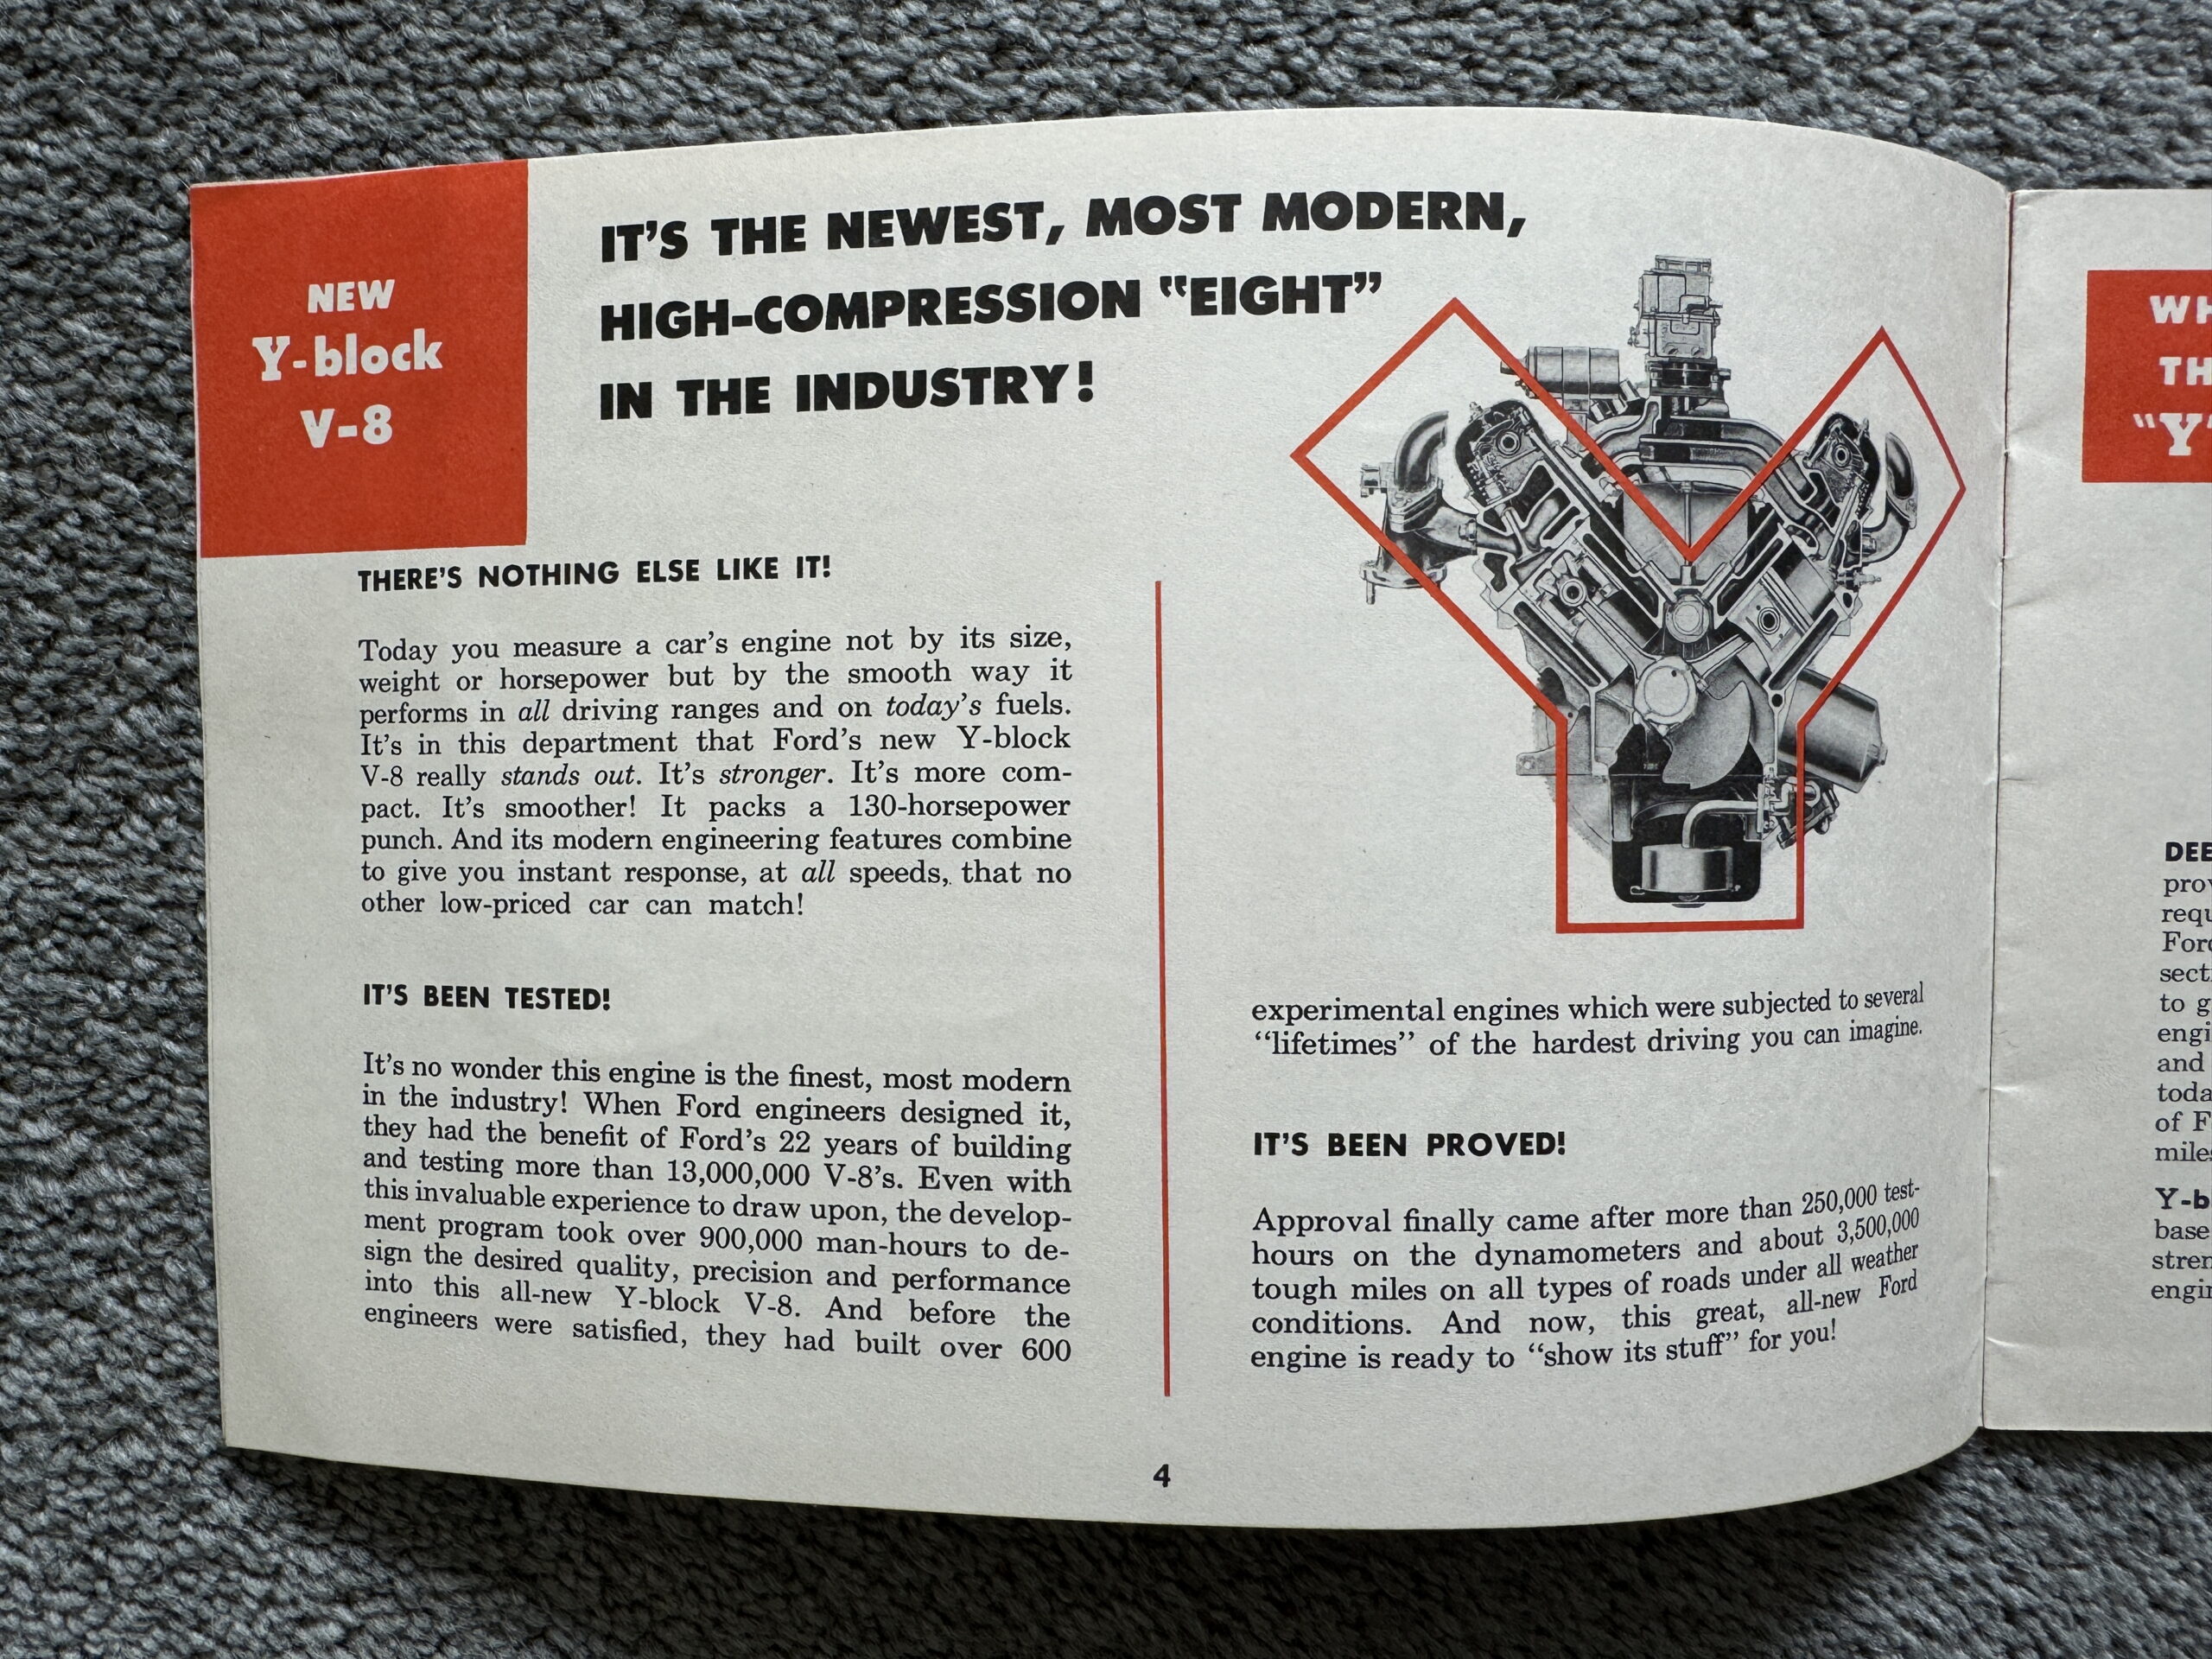 NEW
Y-block
V-8
IT'S THE NEWEST, MOST MODERN,
HIGH-COMPRESSION "EIGHT"
IN THE INDUSTRY!
THERE'S NOTHING ELSE LIKE IT!
Today you measure a car's engine not by its size,
weight or horsepower but by the smooth way it
performs in all driving ranges and on today's fuels.
It's in this department that Ford's new Y-block
V-8 really stands out. It's stronger. It's more com-
pact. It's smoother! It packs a 130-horsepower
punch. And its modern engineering features combine
to give you instant response, at all speeds, that no
other low-priced car can match!
IT'S BEEN TESTED!
It's no wonder this engine is the finest, most modern
in the industry! When Ford engineers designed it,
they had the benefit of Ford's 22 years of building
and testing more than 13,000,000 V-8's. Even with
this invaluable experience to draw upon, the develop-
ment program took over 900,000 man-hours to de-
sign the desired quality, precision and performance
into this all-new Y-block V-8. And before the
engineers were satisfied, they had built over 600
experimental engines which were subjected to several
"lifetimes" of the hardest driving you can imagine.
IT'S BEEN PROVED!
Approval finally came after more than 250,000 test-
hours on the dynamometers and about 3,500,000
tough miles on all types of roads under all weather
conditions. And now, this great, all-new Ford
engine is ready to "show its stuff" for you!
4
"Y"
to
and
of